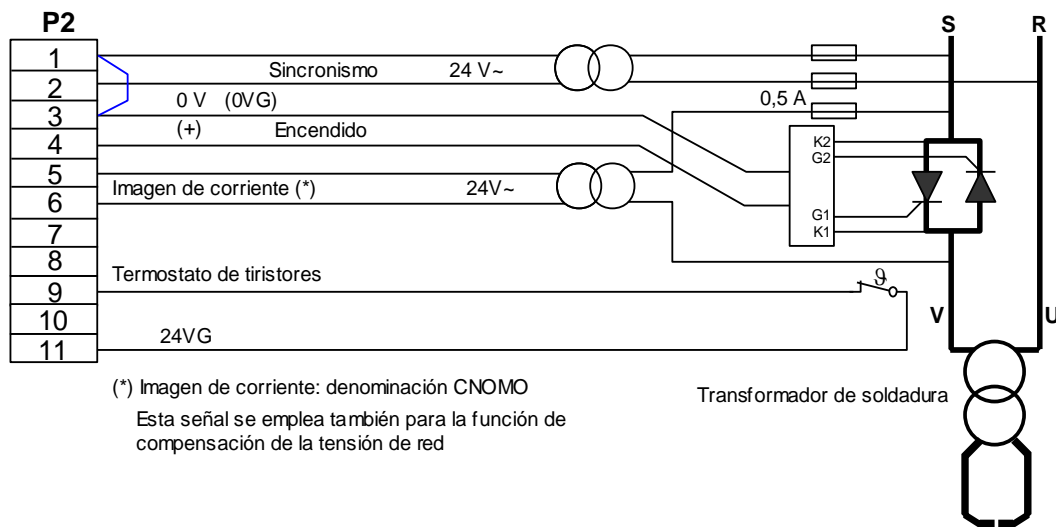 P2
S R
1
2
3
4
5
6
7
8
9
10
11
Sincronismo 24 V~
0 V (0VG)
(+) Encendido
0,5 A
K2
G2
G1
K1
Imagen de corriente (*) 24V~
Termostato de tiristores
ϑ
24VG
V U
(*) Imagen de corriente: denominación CNOMO
Esta señal se emplea también para la función de
compensación de la tensión de red
Transformador de soldadura